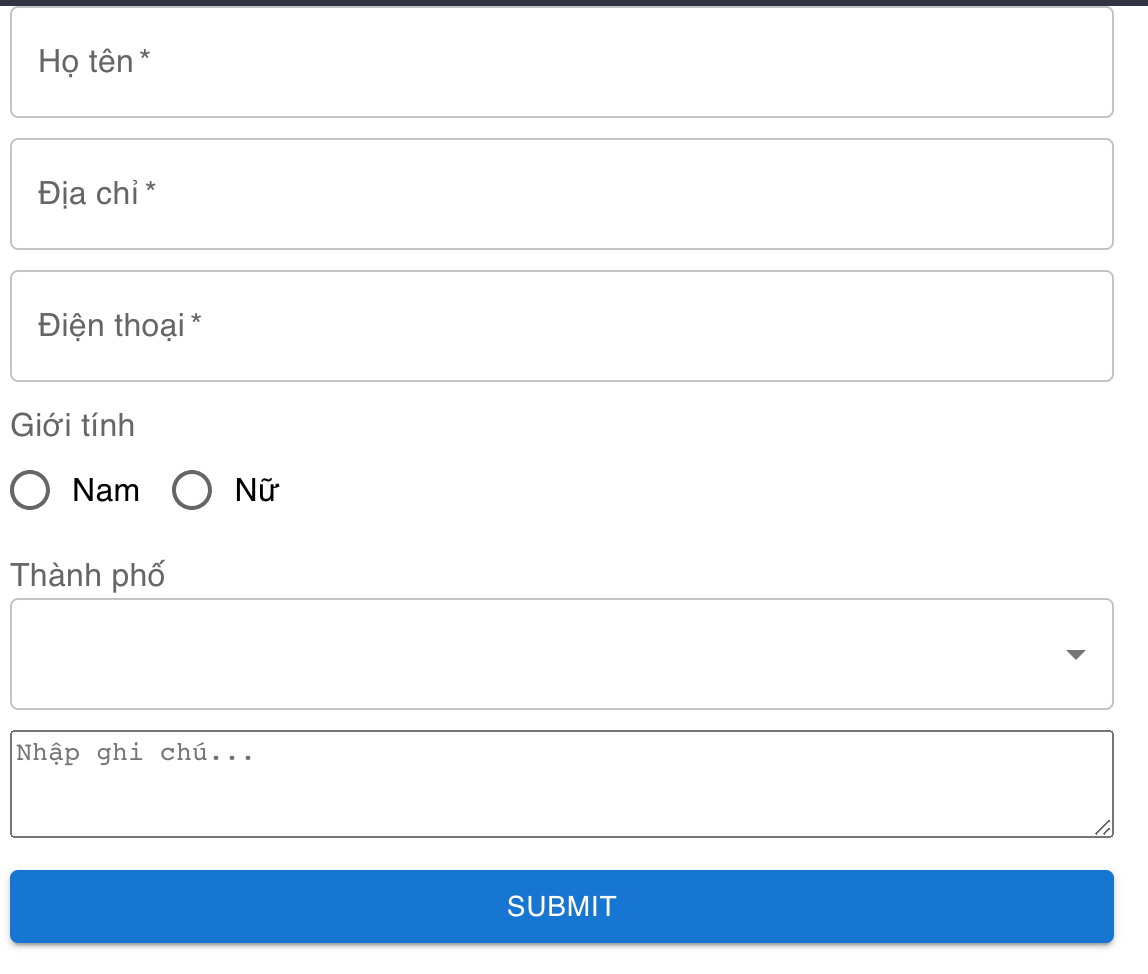 Họ tên *
Địa chỉ *
Điện thoại *
Giới tính
Nam Nữ
Thành phố
Nhập ghi chú...
SUBMIT